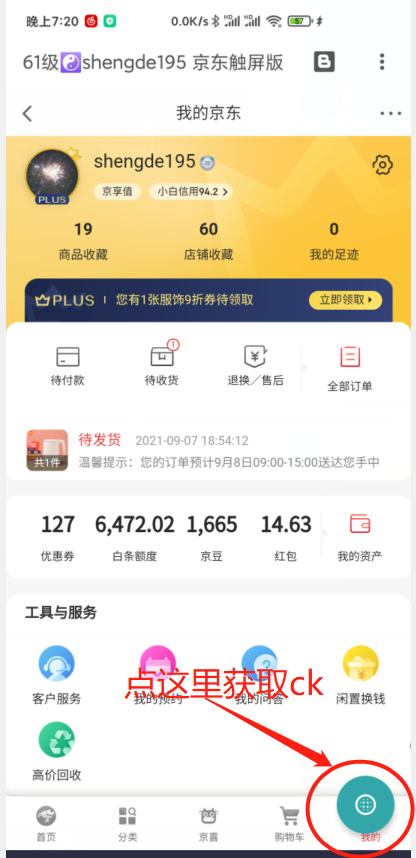 晚上7:20 0.0K/s 57
61级☯shengde195 京东触屏版 B
我的京东
shengde195
PLUS 京享值 小白信用94.2 >
19 60 0
商品收藏 店铺收藏 我的足迹
PLUS 您有1张服饰9折券待领取 立即领取
1
待付款 待收货 退换／售后 全部订单
待发货 2021-09-07 18:54:12
共1件 温馨提示：您的订单预计9月8日09:00-15:00送达您手中
127 6,472.02 1,665 14.63
优惠券 白条额度 京豆 红包 我的资产
工具与服务
点这里获取ck
客户服务 我的预约 我的问答 闲置换钱
高价回收
首页 分类 京喜 购物车 我的